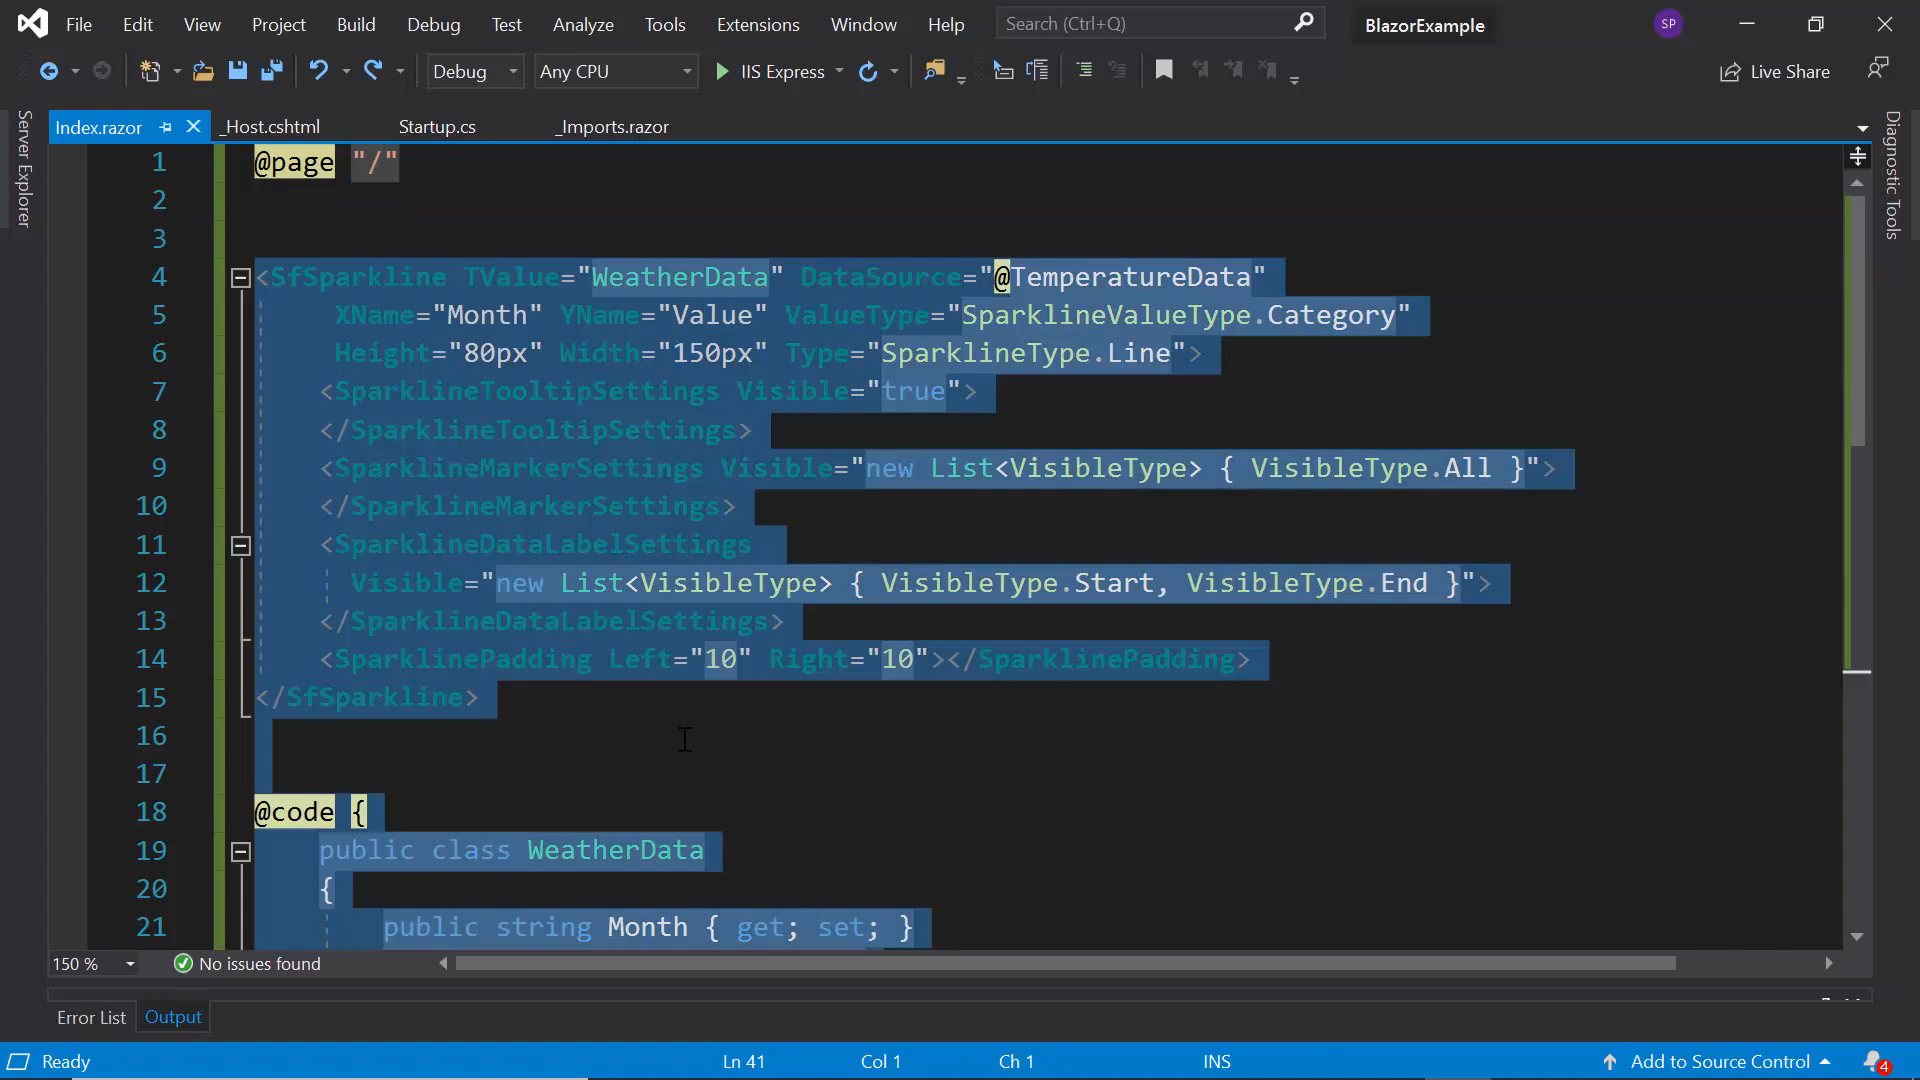 File Edit View Project Build Debug Test Analyze Tools Extensions Window Help Search (Ctrl+Q) BlazorExample SP
Debug Any CPU IIS Express Live Share
Server Explorer
Index.razor _Host.cshtml Startup.cs _Imports.razor
Diagnostic Tools
1 @page "/"
2
3
4 <SfSparkline TValue="WeatherData" DataSource="@TemperatureData"
5 XName="Month" YName="Value" ValueType="SparklineValueType.Category"
6 Height="80px" Width="150px" Type="SparklineType.Line">
7 <SparklineTooltipSettings Visible="true">
8 </SparklineTooltipSettings>
9 <SparklineMarkerSettings Visible="new List<VisibleType> { VisibleType.All }">
10 </SparklineMarkerSettings>
11 <SparklineDataLabelSettings
12 Visible="new List<VisibleType> { VisibleType.Start, VisibleType.End }">
13 </SparklineDataLabelSettings>
14 <SparklinePadding Left="10" Right="10"></SparklinePadding>
15 </SfSparkline>
16
17
18 @code {
19 public class WeatherData
20 {
21 public string Month { get; set; }
150 % No issues found
Error List Output
Ready Ln 41 Col 1 Ch 1 INS Add to Source Control 4